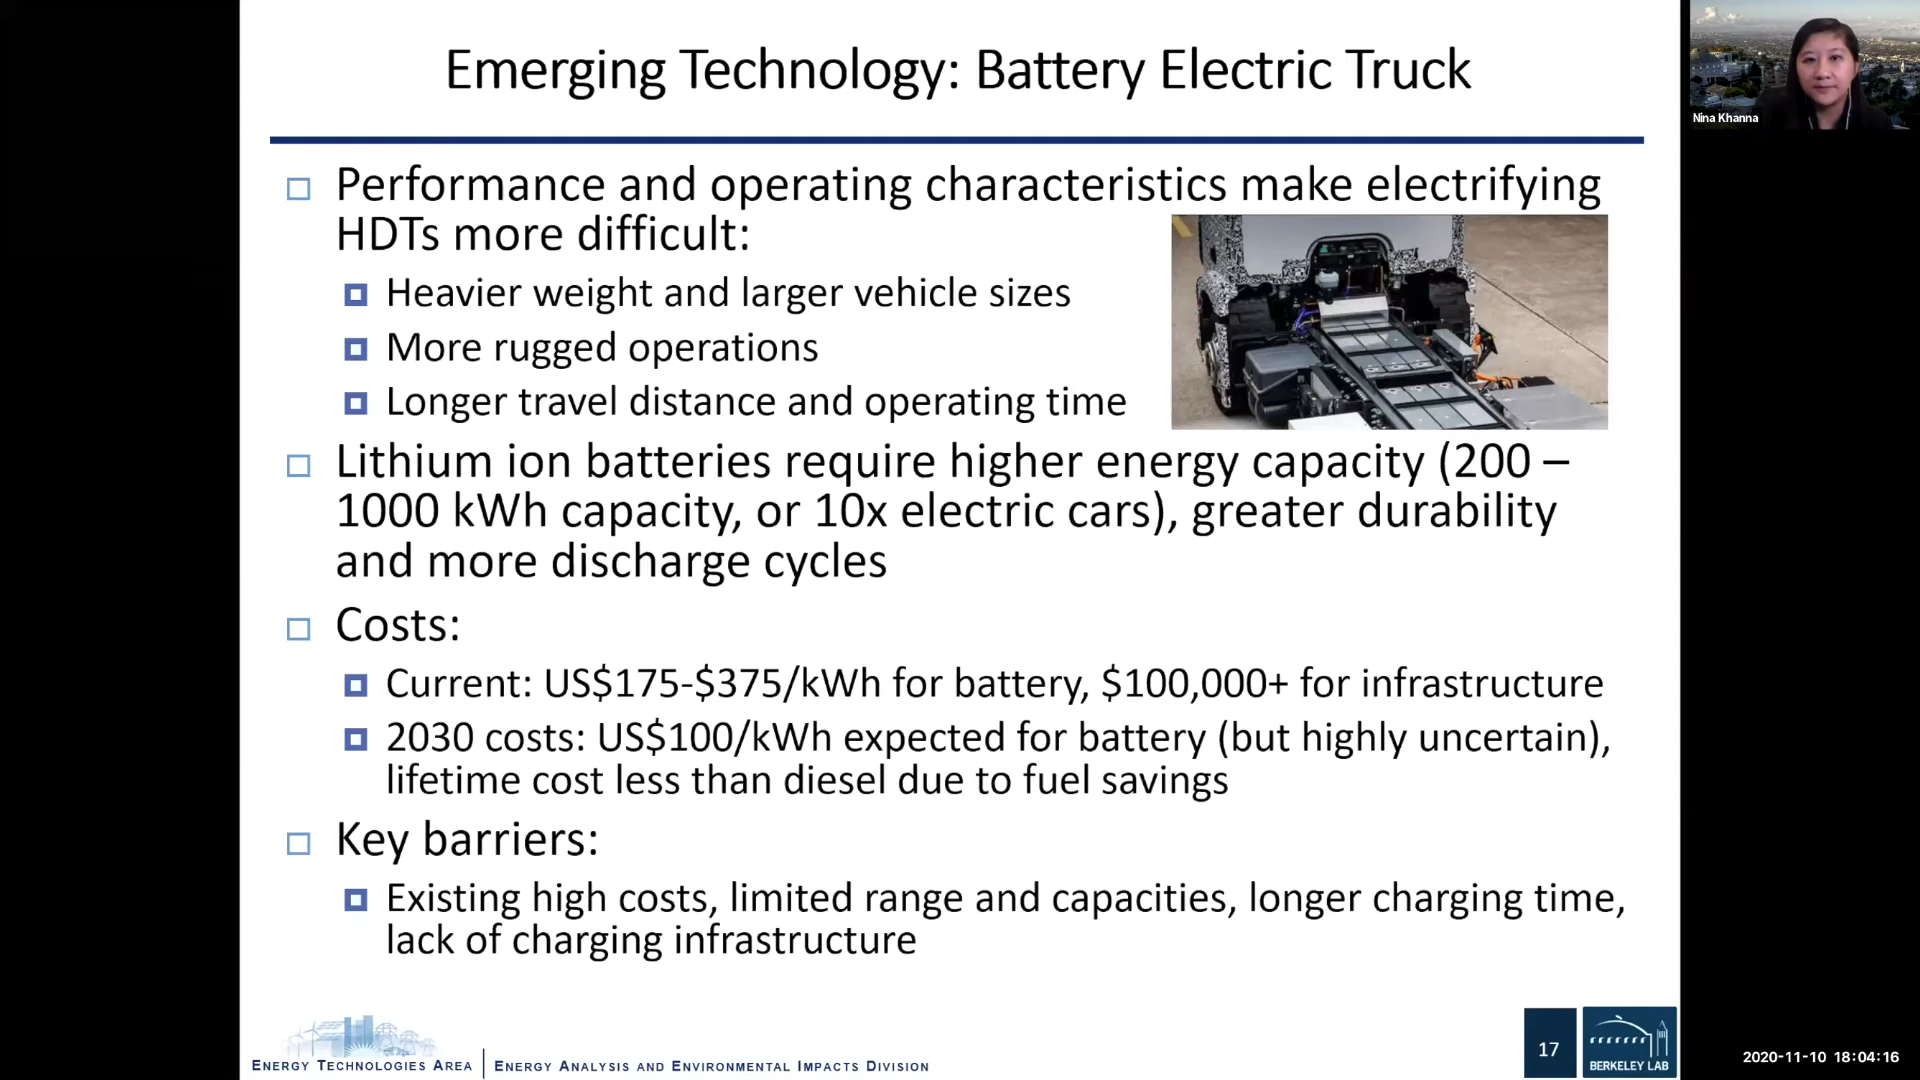 Emerging Technology: Battery Electric Truck
Nina Khanna
Performance and operating characteristics make electrifying
HDTs more difficult:
Heavier weight and larger vehicle sizes
More rugged operations
Longer travel distance and operating time
Lithium ion batteries require higher energy capacity (200 –
1000 kWh capacity, or 10x electric cars), greater durability
and more discharge cycles
Costs:
Current: US$175-$375/kWh for battery, $100,000+ for infrastructure
2030 costs: US$100/kWh expected for battery (but highly uncertain),
lifetime cost less than diesel due to fuel savings
Key barriers:
Existing high costs, limited range and capacities, longer charging time,
lack of charging infrastructure
ENERGY TECHNOLOGIES AREA
ENERGY ANALYSIS AND ENVIRONMENTAL IMPACTS DIVISION
17
BERKELEY LAB
2020-11-10 18:04:16